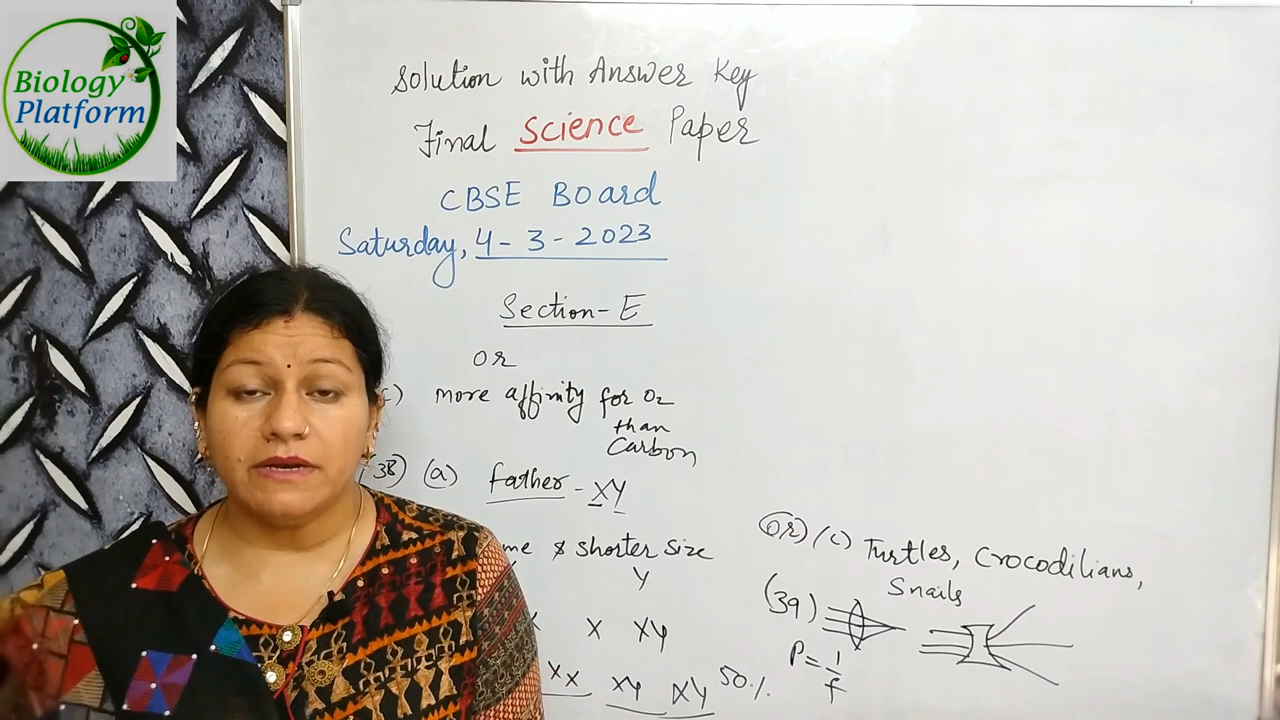 Biology
Platform
Solution with Answer Key
Final Science Paper
CBSE Board
Saturday, 4-3-2023
Section-E
OR
c) more affinity for O2
than
Carbon
(38) (a) Father - XY
me & shorter size
Y
X XY
XX XY XY 50%
OR) (c) Turtles, Crocodilians,
Snails
(39)
P = 1/f